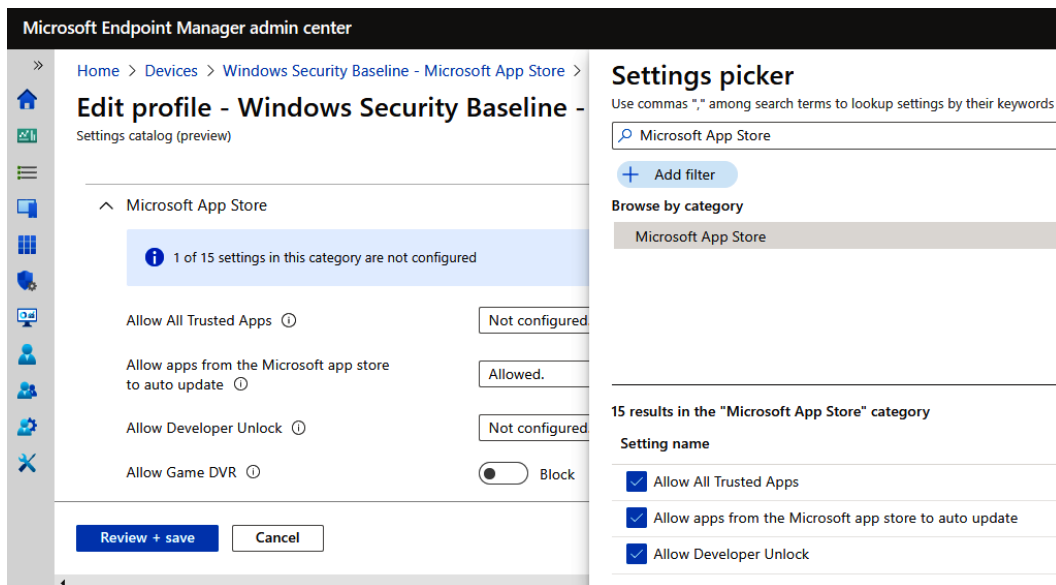 Microsoft Endpoint Manager admin center
Home > Devices > Windows Security Baseline - Microsoft App Store >
Edit profile - Windows Security Baseline -
Settings catalog (preview)
Microsoft App Store
1 of 15 settings in this category are not configured
Allow All Trusted Apps
Not configured.
Allow apps from the Microsoft app store
to auto update
Allowed.
Allow Developer Unlock
Not configured.
Allow Game DVR
Block
Review + save
Cancel
Settings picker
Use commas "," among search terms to lookup settings by their keywords
Microsoft App Store
+ Add filter
Browse by category
Microsoft App Store
15 results in the "Microsoft App Store" category
Setting name
Allow All Trusted Apps
Allow apps from the Microsoft app store to auto update
Allow Developer Unlock